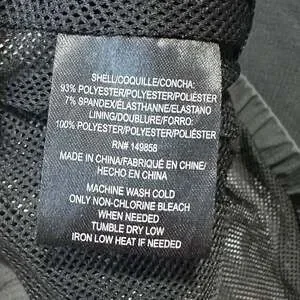 SHELL/COQUILLE/CONCHA:
93% POLYESTER/POLYESTER/POLIÉSTER
7% SPANDEX/ÉLASTHANNE/ELASTANO
LINING/DOUBLURE/FORRO:
100% POLYESTER/POLYESTER/POLIÉSTER
RN# 149858
MADE IN CHINA/FABRIQUÉ EN CHINE/
HECHO EN CHINA
MACHINE WASH COLD
ONLY NON-CHLORINE BLEACH
WHEN NEEDED
TUMBLE DRY LOW
IRON LOW HEAT IF NEEDED